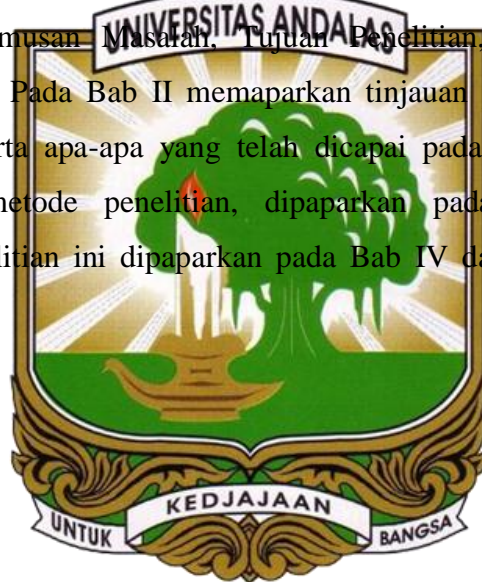 UNIVERSITAS ANDALAS
musan Masalah, Tujuan Penelitian,
Pada Bab II memaparkan tinjauan
rta apa-apa yang telah dicapai pada
netode penelitian, dipaparkan pada
litian ini dipaparkan pada Bab IV da
UNTUK KEDJAJAAN BANGSA